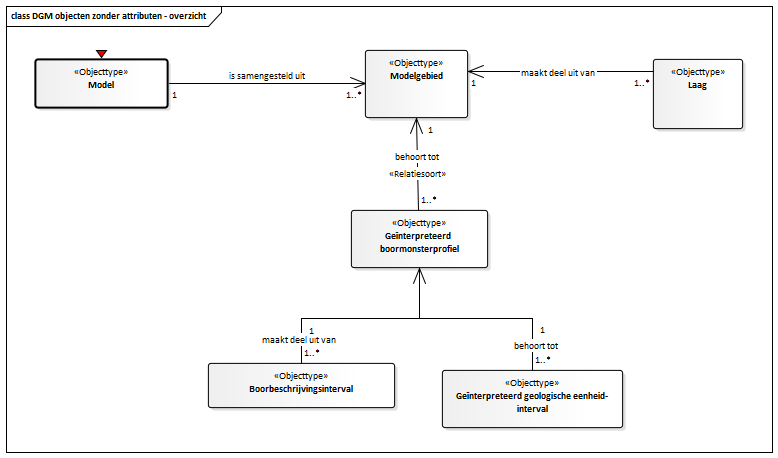 class DGM objecten zonder attributen - overzicht
«Objecttype»
Model
is samengesteld uit
1
1..*
«Objecttype»
Modelgebied
maakt deel uit van
1
1..*
«Objecttype»
Laag
1
behoort tot
«Relatiesoort»
1..*
«Objecttype»
Geïnterpreteerd
boormonsterprofiel
1
maakt deel uit van
1..*
1
behoort tot
1..*
«Objecttype»
Boorbeschrijvingsinterval
«Objecttype»
Geïnterpreteerd geologische eenheid-
interval